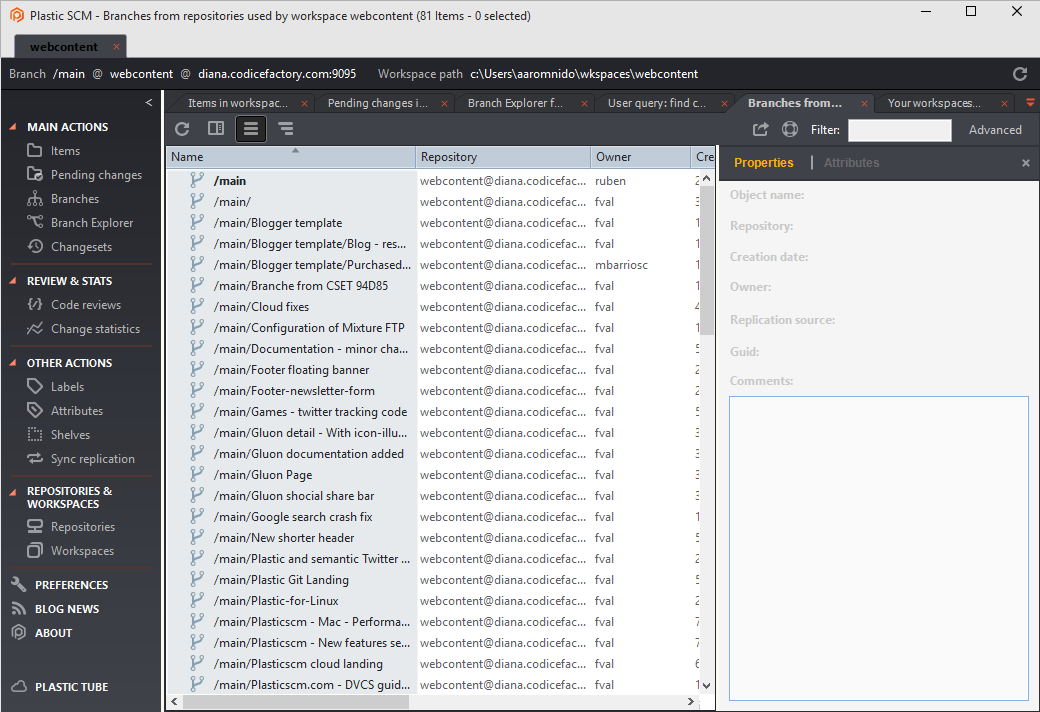 Plastic SCM - Branches from repositories used by workspace webcontent (81 Items - 0 selected)
webcontent
Branch /main @ webcontent @ diana.codicefactory.com:9095 Workspace path c:\Users\aaromnido\wkspaces\webcontent
MAIN ACTIONS
Items
Pending changes
Branches
Branch Explorer
Changesets
REVIEW & STATS
Code reviews
Change statistics
OTHER ACTIONS
Labels
Attributes
Shelves
Sync replication
REPOSITORIES &
WORKSPACES
Repositories
Workspaces
PREFERENCES
BLOG NEWS
ABOUT
PLASTIC TUBE
Items in workspac... Pending changes i... Branch Explorer f... User query: find c... Branches from... Your workspaces...
Filter: Advanced
Name Repository Owner Cre
/main webcontent@diana.codicefac... ruben 2
/main/ webcontent@diana.codicefac... fval 3
/main/Blogger template webcontent@diana.codicefac... fval 1
/main/Blogger template/Blog - res... webcontent@diana.codicefac... fval 1
/main/Blogger template/Purchased... webcontent@diana.codicefac... mbarriosc 1
/main/Branche from CSET 94D85 webcontent@diana.codicefac... fval 1
/main/Cloud fixes webcontent@diana.codicefac... fval 4
/main/Configuration of Mixture FTP webcontent@diana.codicefac... fval 1
/main/Documentation - minor cha... webcontent@diana.codicefac... fval 5
/main/Footer floating banner webcontent@diana.codicefac... fval 2
/main/Footer-newsletter-form webcontent@diana.codicefac... fval 2
/main/Games - twitter tracking code webcontent@diana.codicefac... fval 5
/main/Gluon detail - With icon-illu... webcontent@diana.codicefac... fval 3
/main/Gluon documentation added webcontent@diana.codicefac... fval 3
/main/Gluon Page webcontent@diana.codicefac... fval 3
/main/Gluon shocial share bar webcontent@diana.codicefac... fval 3
/main/Google search crash fix webcontent@diana.codicefac... fval 1
/main/New shorter header webcontent@diana.codicefac... fval 5
/main/Plastic and semantic Twitter ... webcontent@diana.codicefac... fval 5
/main/Plastic Git Landing webcontent@diana.codicefac... fval 5
/main/Plastic-for-Linux webcontent@diana.codicefac... fval 2
/main/Plasticscm - Mac - Performa... webcontent@diana.codicefac... fval 7
/main/Plasticscm - New features se... webcontent@diana.codicefac... fval 7
/main/Plasticscm cloud landing webcontent@diana.codicefac... fval 6
/main/Plasticscm.com - DVCS guid... webcontent@diana.codicefac... fval 1
Properties | Attributes
Object name:
Repository:
Creation date:
Owner:
Replication source:
Guid:
Comments: